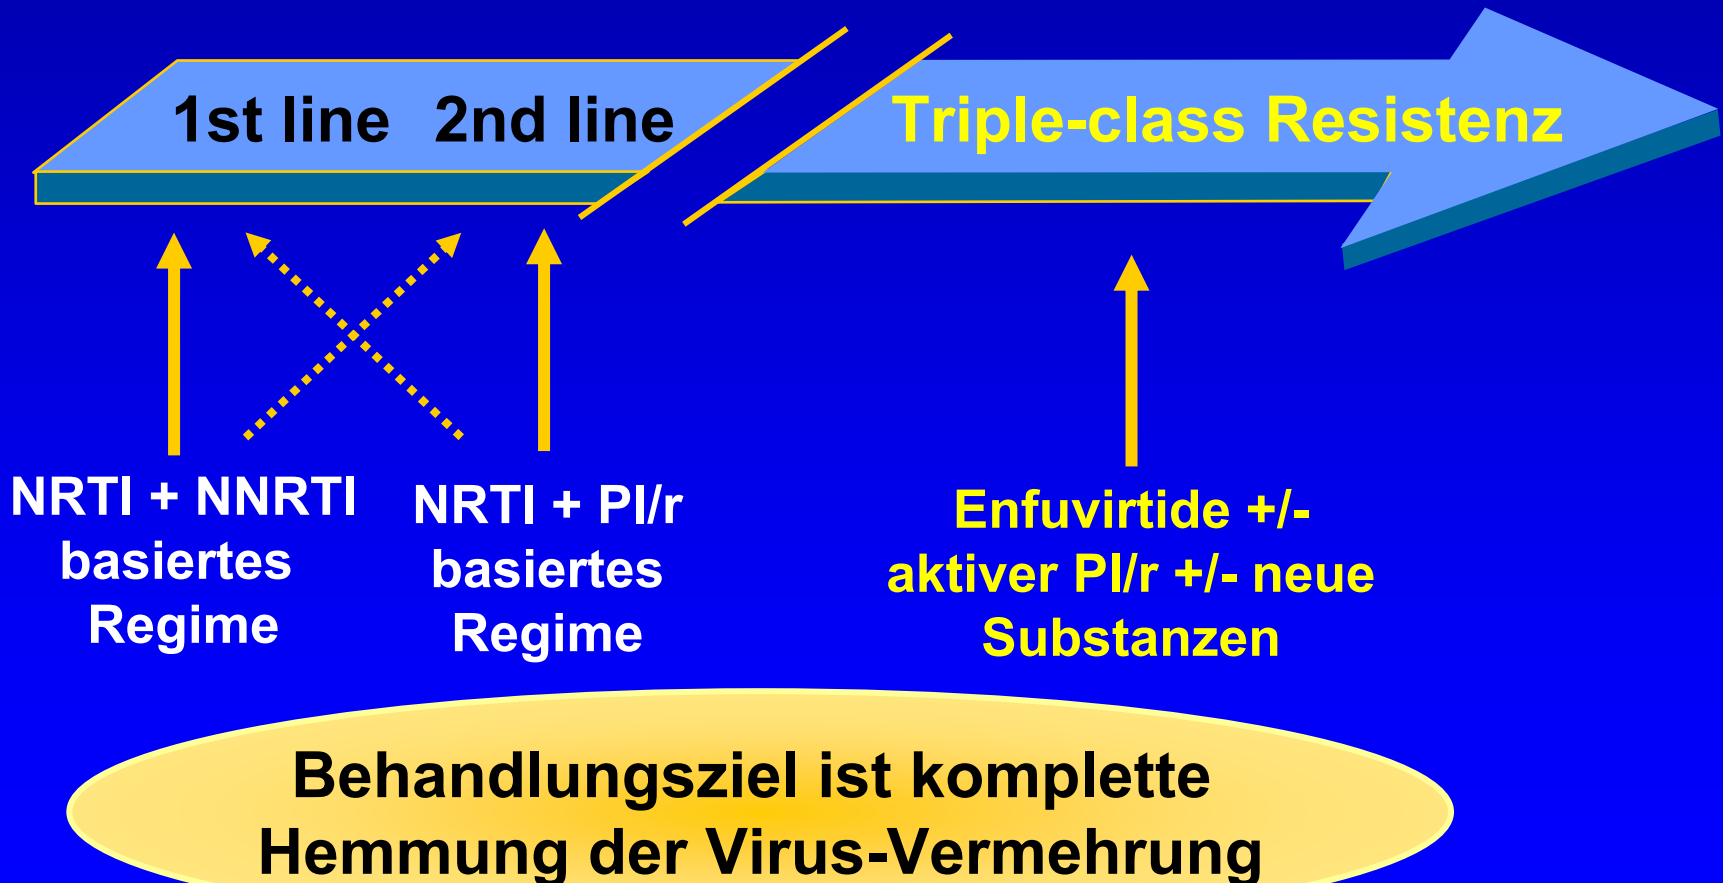 1st line 2nd line Triple-class Resistenz
NRTI + NNRTI
basiertes
Regime
NRTI + PI/r
basiertes
Regime
Enfuvirtide +/-
aktiver PI/r +/- neue
Substanzen
Behandlungsziel ist komplette
Hemmung der Virus-Vermehrung